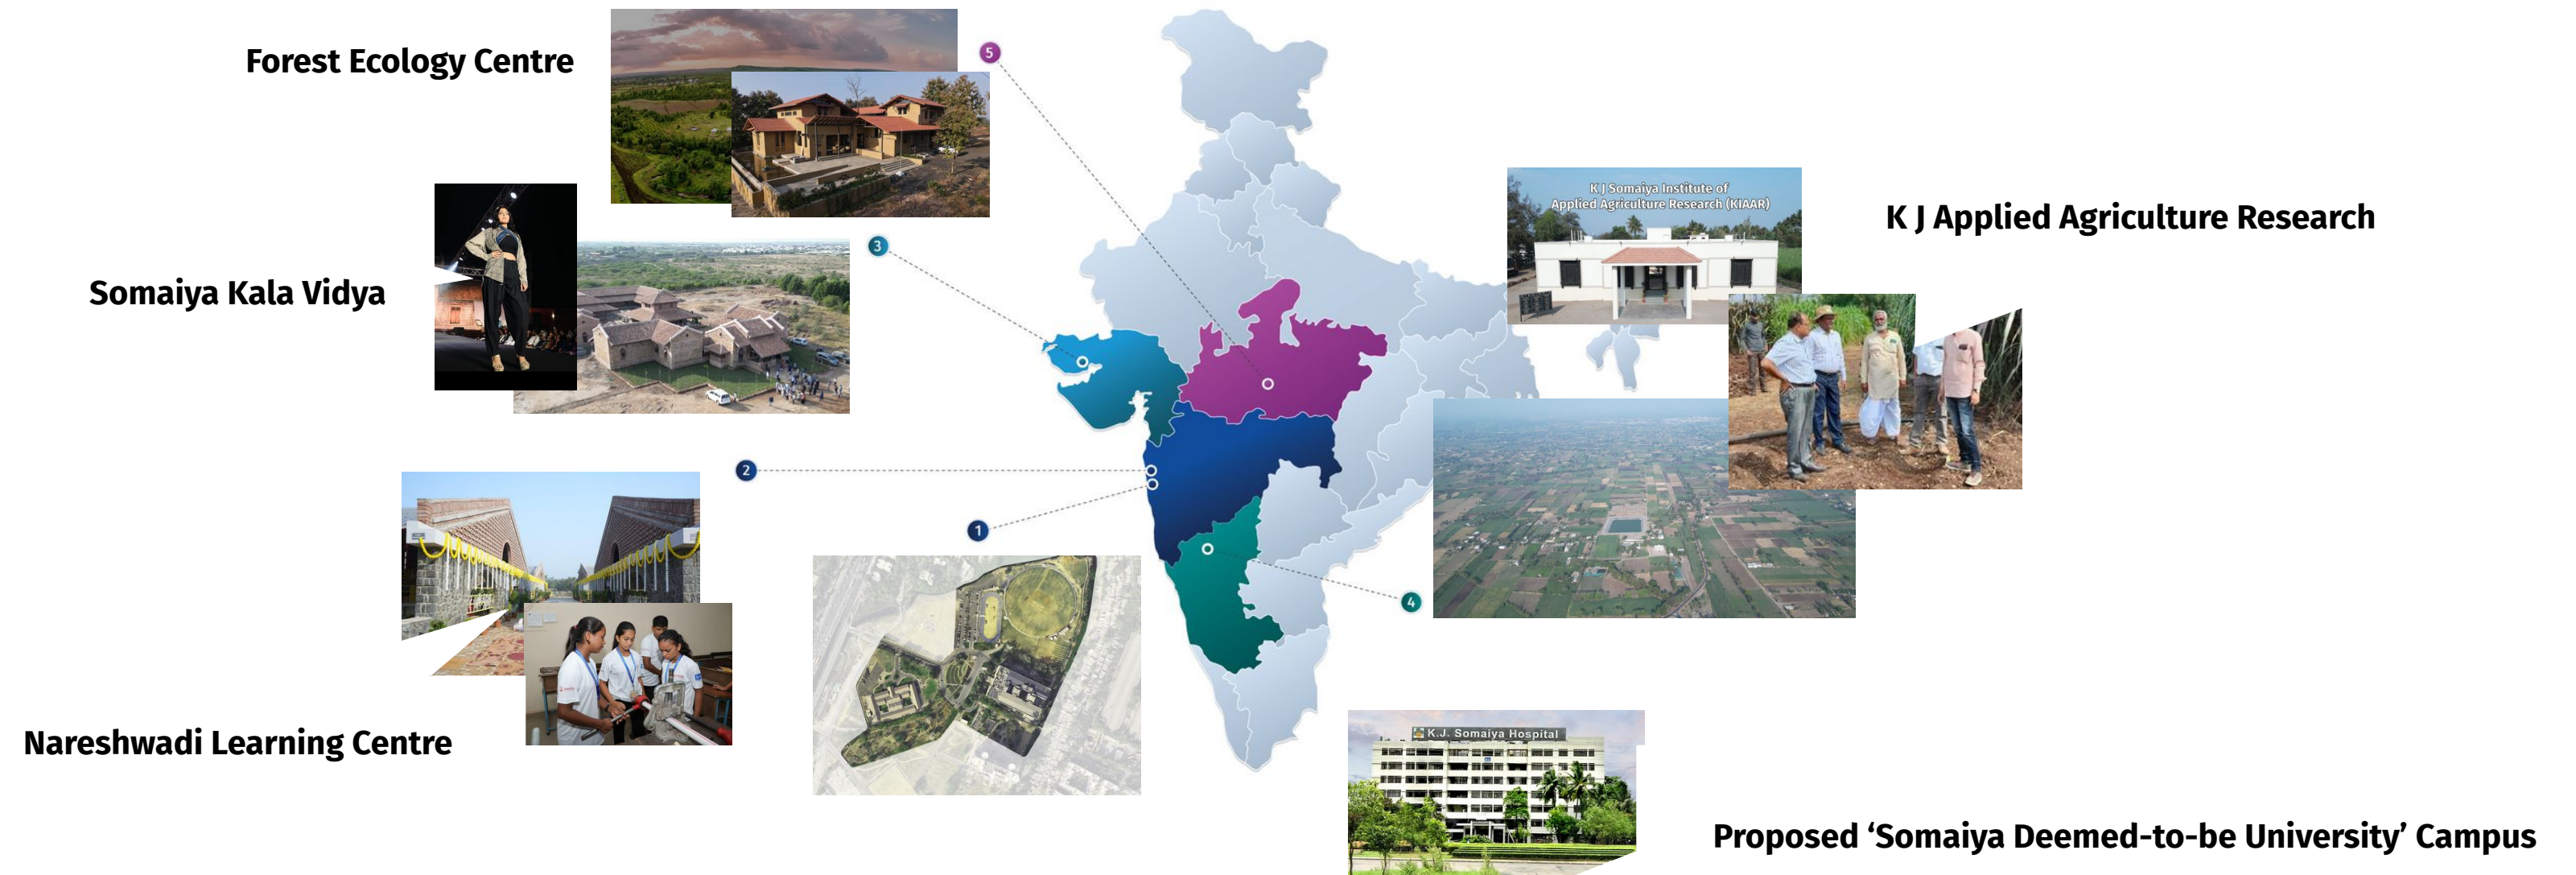 Forest Ecology Centre
5
K J Somaiya Institute of
Applied Agriculture Research (KIAAR)
K J Applied Agriculture Research
3
Somaiya Kala Vidya
2
1
4
Nareshwadi Learning Centre
K.J. Somaiya Hospital
Proposed ‘Somaiya Deemed-to-be University’ Campus